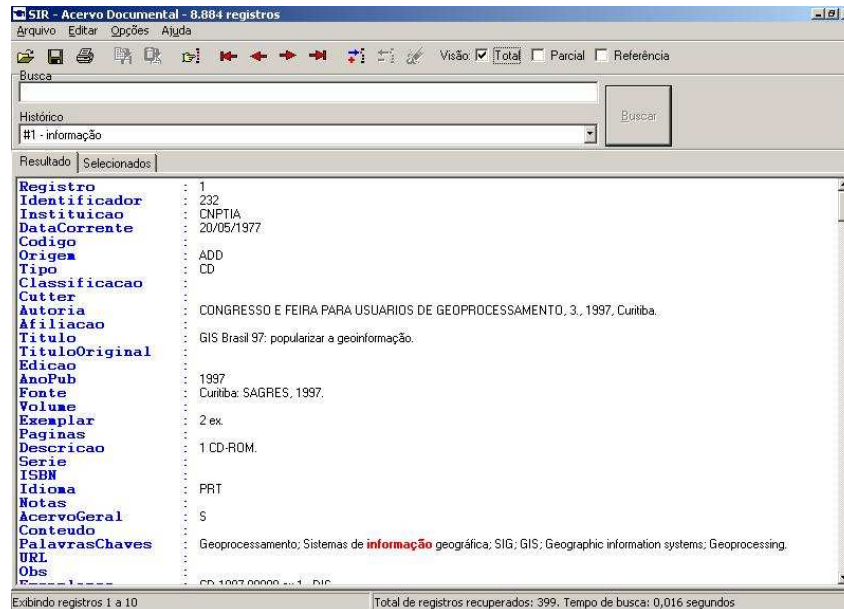 SIR - Acervo Documental - 8.884 registros
Arquivo Editar Opções Ajuda
Visão: Total Parcial Referência
Busca
Buscar
Histórico
#1 - informação
Resultado Selecionados
Registro : 1
Identificador : 232
Instituicao : CNPTIA
DataCorrente : 20/05/1977
Codigo :
Origem : ADD
Tipo : CD
Classificacao :
Cutter :
Autoria : CONGRESSO E FEIRA PARA USUARIOS DE GEOPROCESSAMENTO, 3., 1997, Curitiba.
Afiliacao :
Titulo : GIS Brasil 97: popularizar a geoinformação.
TituloOriginal :
Edicao :
AnoPub : 1997
Fonte : Curitiba: SAGRES, 1997.
Volume :
Exemplar : 2 ex.
Paginas :
Descricao : 1 CD-ROM.
Serie :
ISBN :
Idioma : PRT
Notas :
AcervoGeral : S
Conteudo :
PalavrasChaves : Geoprocessamento; Sistemas de informação geográfica; SIG; GIS; Geographic information systems; Geoprocessing.
URL :
Obs :
Exibindo registros 1 a 10
Total de registros recuperados: 399. Tempo de busca: 0,016 segundos